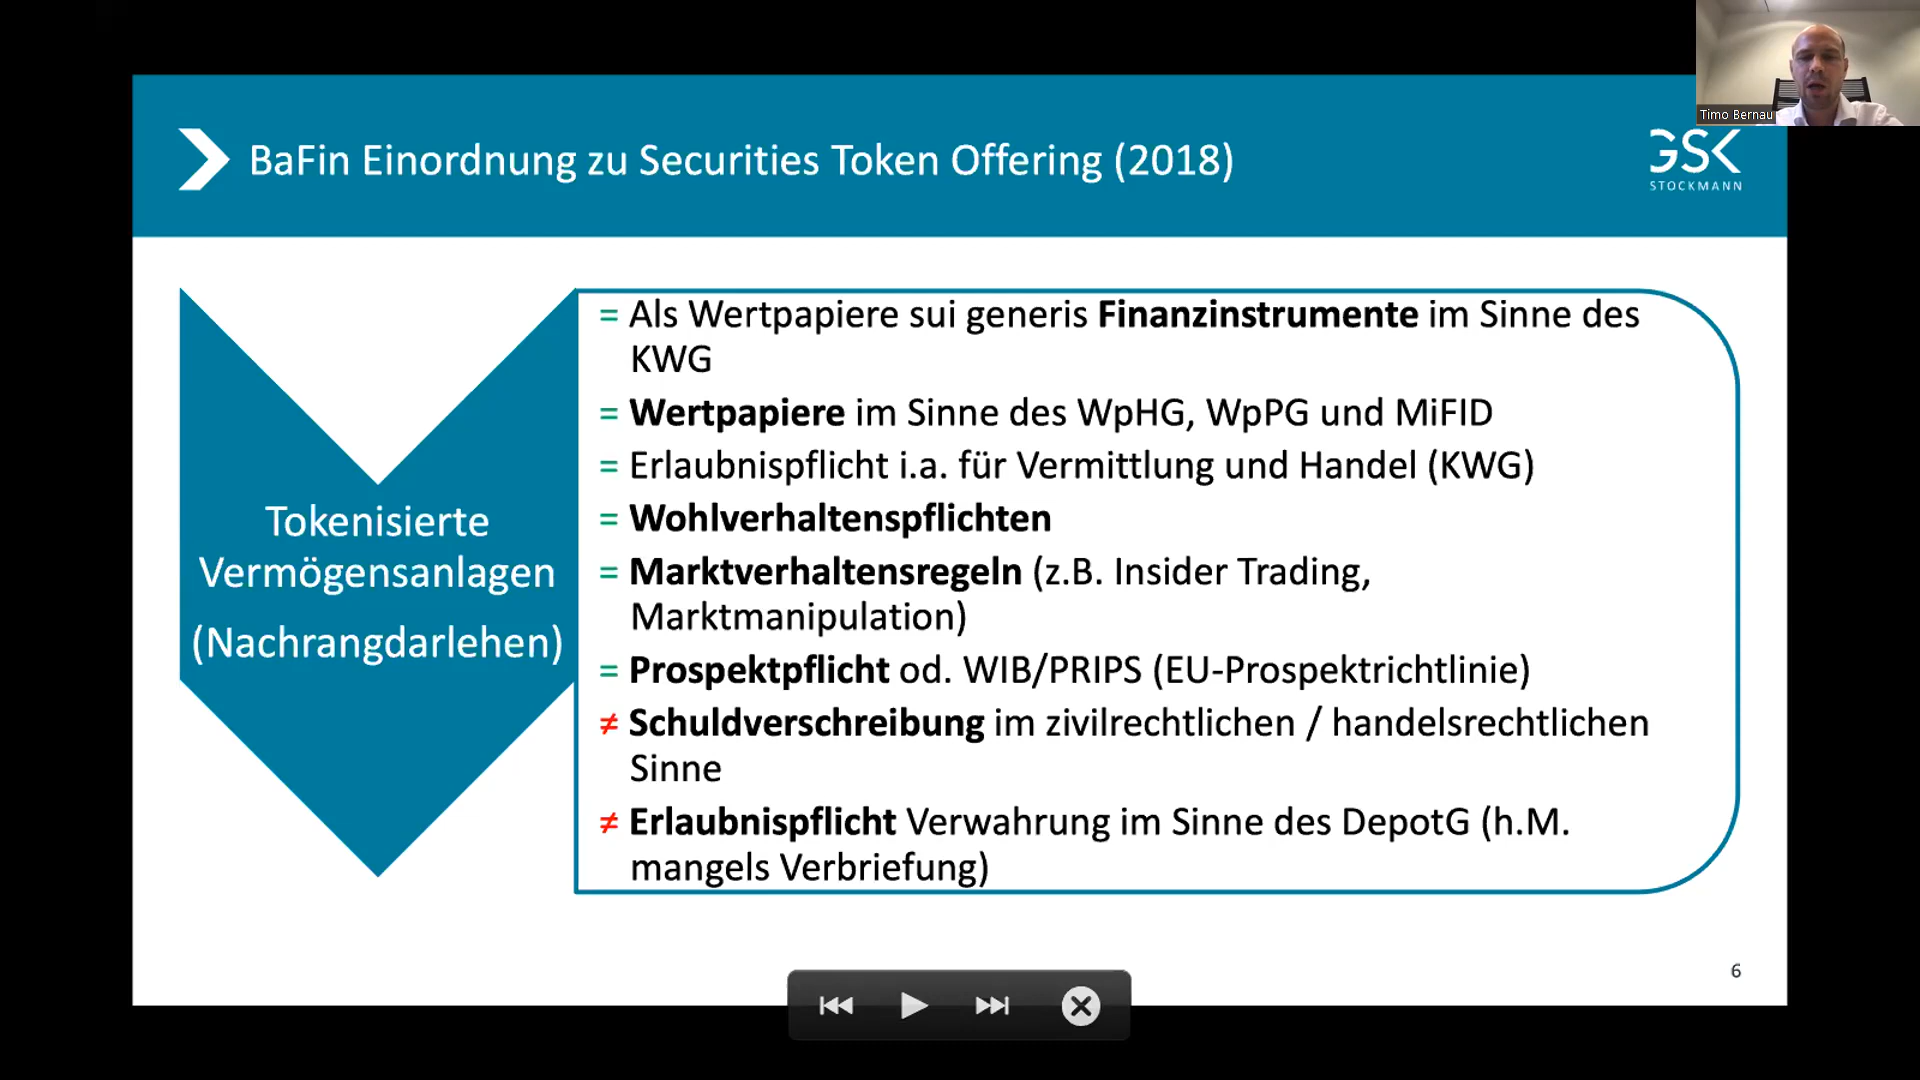 Timo Bernau
BaFin Einordnung zu Securities Token Offering (2018)
GSK
STOCKMANN
Tokenisierte
Vermögensanlagen
(Nachrangdarlehen)
= Als Wertpapiere sui generis Finanzinstrumente im Sinne des
KWG
= Wertpapiere im Sinne des WpHG, WpPG und MiFID
= Erlaubnispflicht i.a. für Vermittlung und Handel (KWG)
= Wohlverhaltenspflichten
= Marktverhaltensregeln (z.B. Insider Trading,
Marktmanipulation)
= Prospektpflicht od. WIB/PRIPS (EU-Prospektrichtlinie)
≠ Schuldverschreibung im zivilrechtlichen / handelsrechtlichen
Sinne
≠ Erlaubnispflicht Verwahrung im Sinne des DepotG (h.M.
mangels Verbriefung)
6